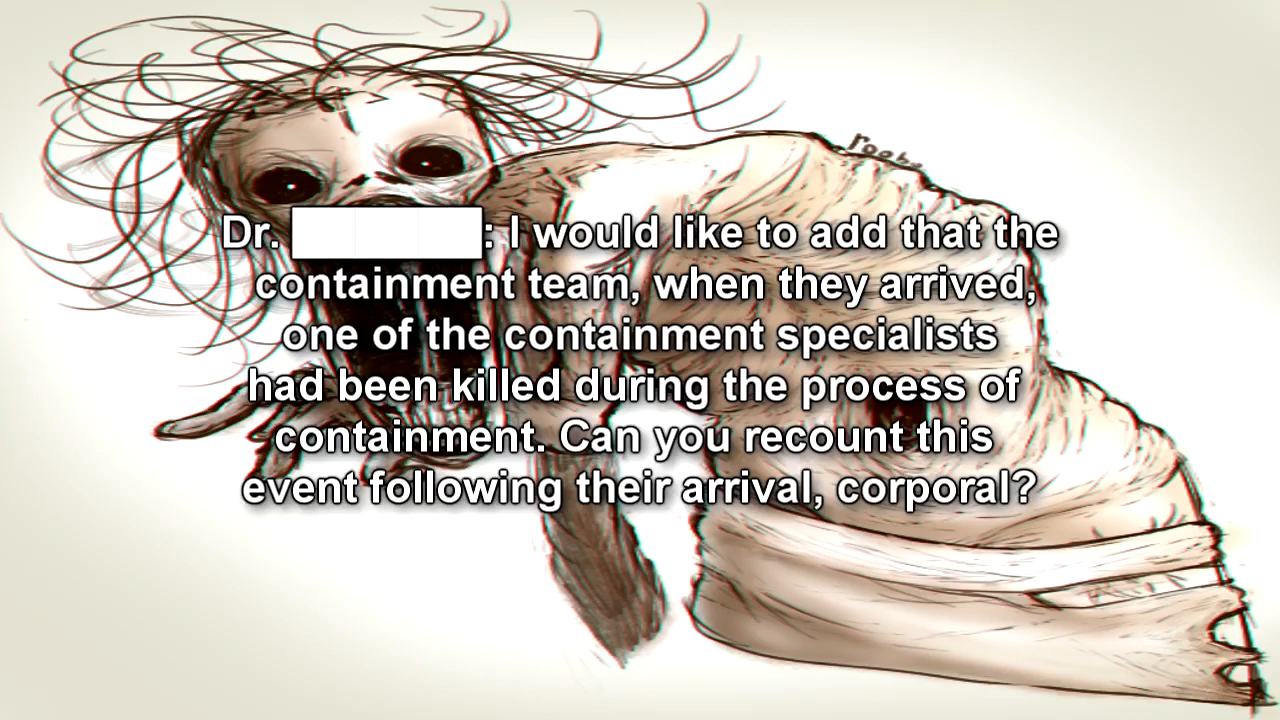 Dr. : I would like to add that the
containment team, when they arrived,
one of the containment specialists
had been killed during the process of
containment. Can you recount this
event following their arrival, corporal?